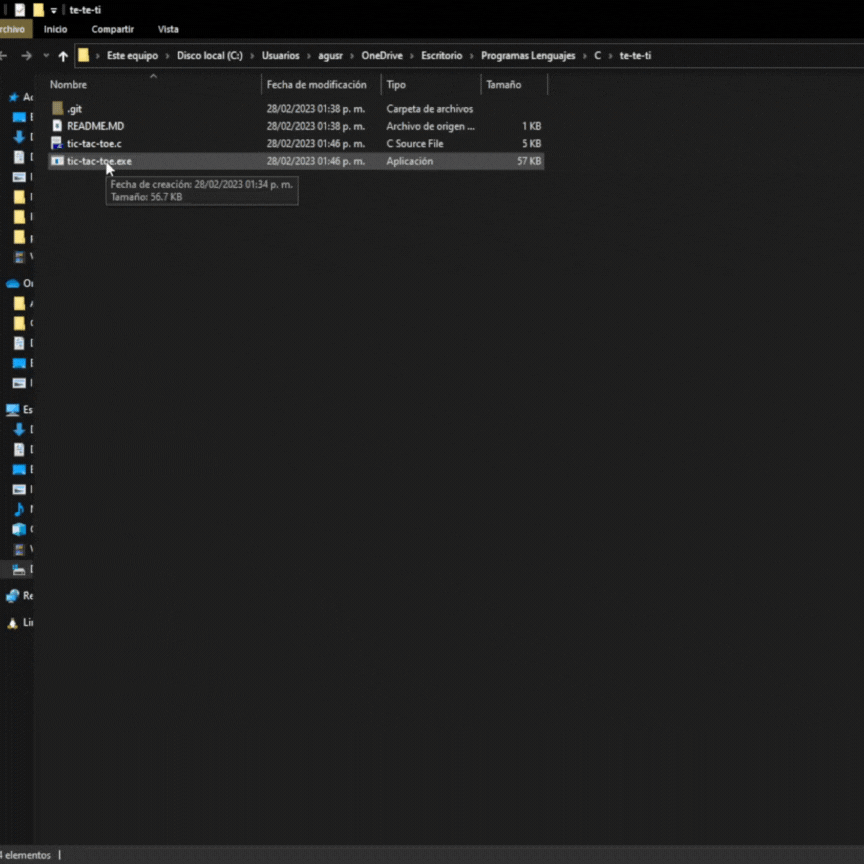 te-te-ti
rchivo Inicio Compartir Vista
Este equipo › Disco local (C:) › Usuarios › agusr › OneDrive › Escritorio › Programas Lenguajes › C › te-te-ti
Nombre Fecha de modificación Tipo Tamaño
.git 28/02/2023 01:38 p. m. Carpeta de archivos
README.MD 28/02/2023 01:38 p. m. Archivo de origen ... 1 KB
tic-tac-toe.c 28/02/2023 01:46 p. m. C Source File 5 KB
tic-tac-toe.exe 28/02/2023 01:46 p. m. Aplicación 57 KB
Fecha de creación: 28/02/2023 01:34 p. m.
Tamaño: 56.7 KB
Es
Re
Lin
4 elementos